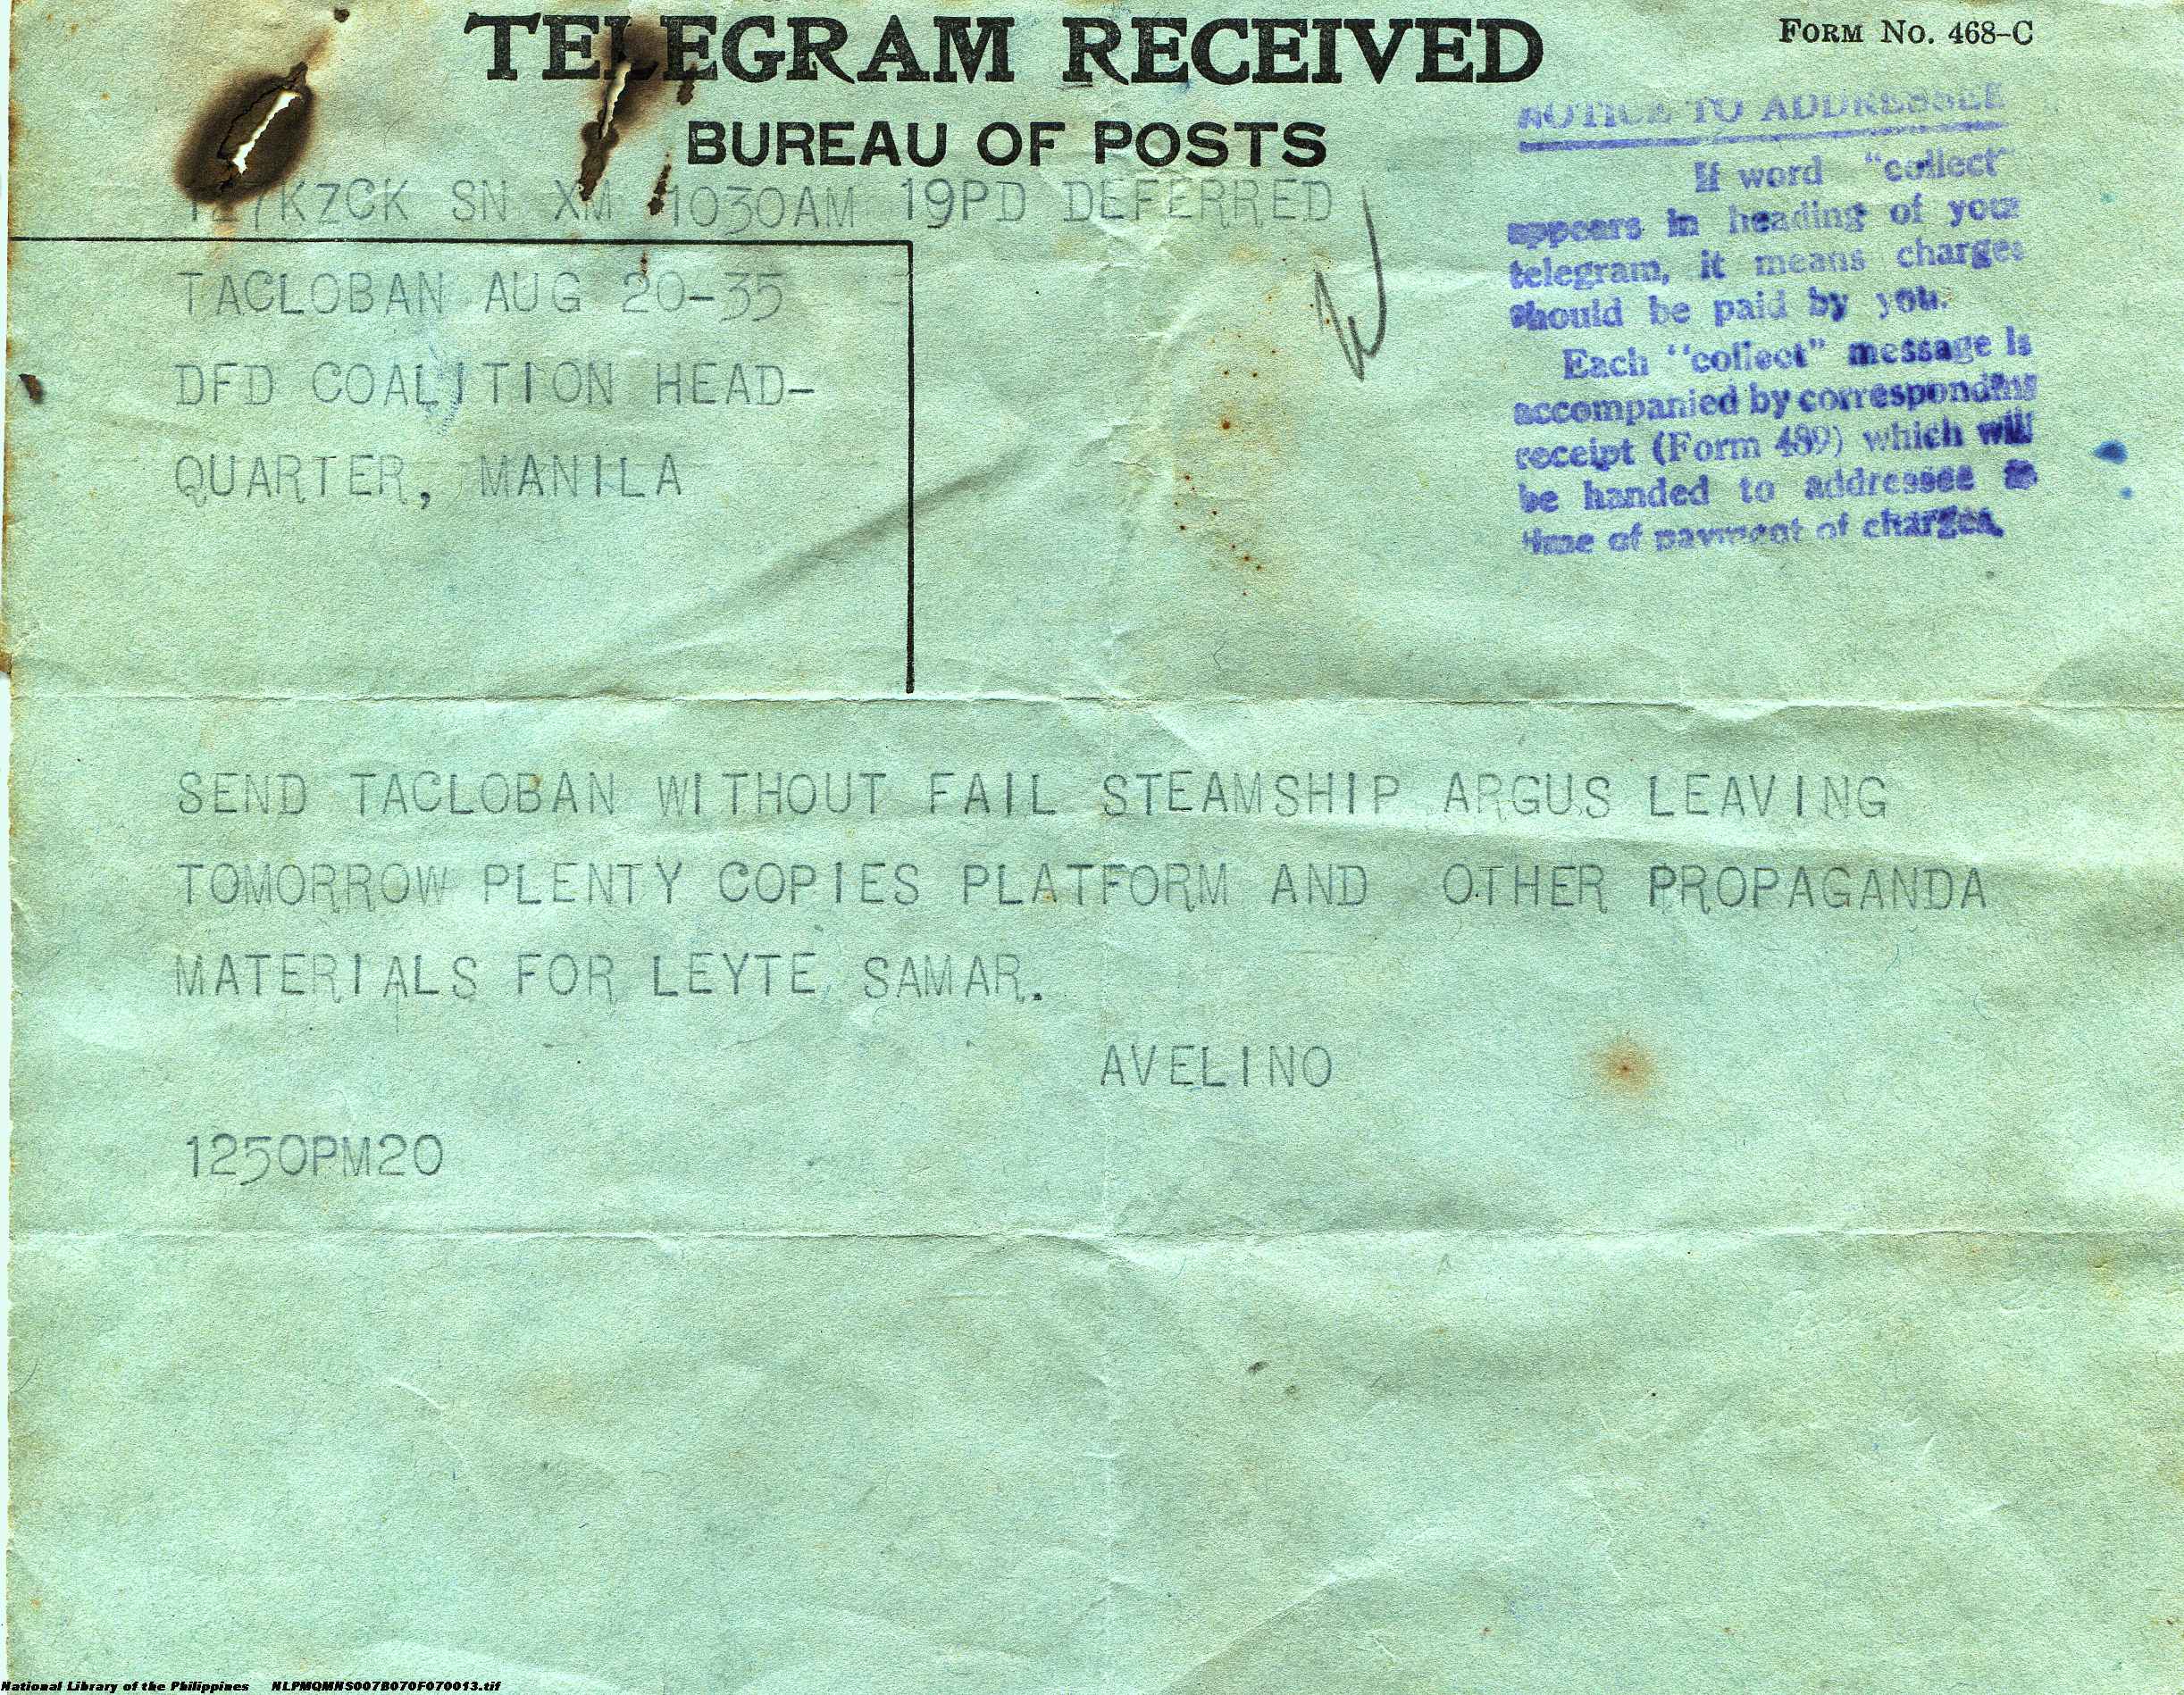 TELEGRAM RECEIVED
FORM NO. 468-C
BUREAU OF POSTS
127KZCK SN XM 1030AM 19PD DEFERRED
TACLOBAN AUG 20-35
DFD COALITION HEAD-
QUARTER, MANILA
NOTICE TO ADDRESSEE
If word "collect"
appears in heading of your
telegram, it means charges
should be paid by you.
Each "collect" message is
accompanied by corresponding
receipt (Form 489) which will
be handed to addressee
time of payment of charges.
SEND TACLOBAN WITHOUT FAIL STEAMSHIP ARGUS LEAVING
TOMORROW PLENTY COPIES PLATFORM AND OTHER PROPAGANDA
MATERIALS FOR LEYTE SAMAR.
AVELINO
1250PM20
National Library of the Philippines NLPMQMNS007B070F070013.tif